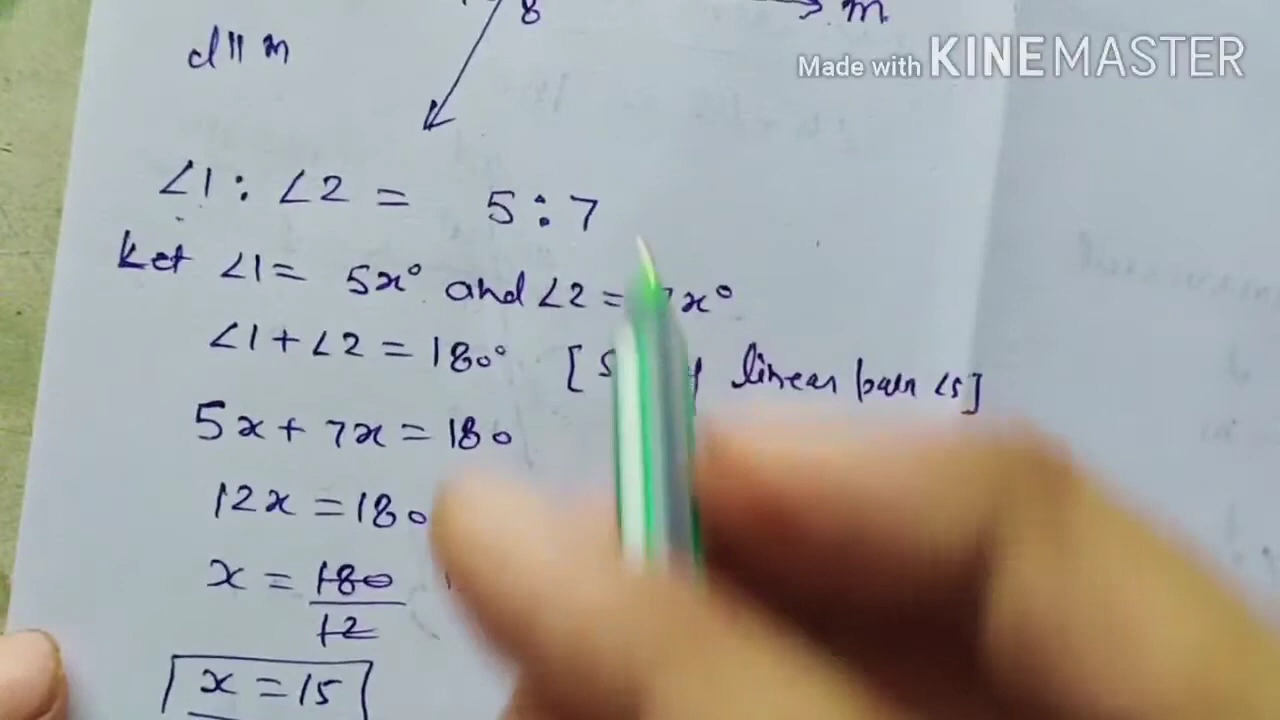 8
m
Made with KINEMASTER
d || m
∠1 : ∠2 = 5 : 7
Let ∠1 = 5x° and ∠2 = 7x°
∠1 + ∠2 = 180° [ linear pair ∠s]
5x + 7x = 180
12x = 180
x = 180
12
x = 15